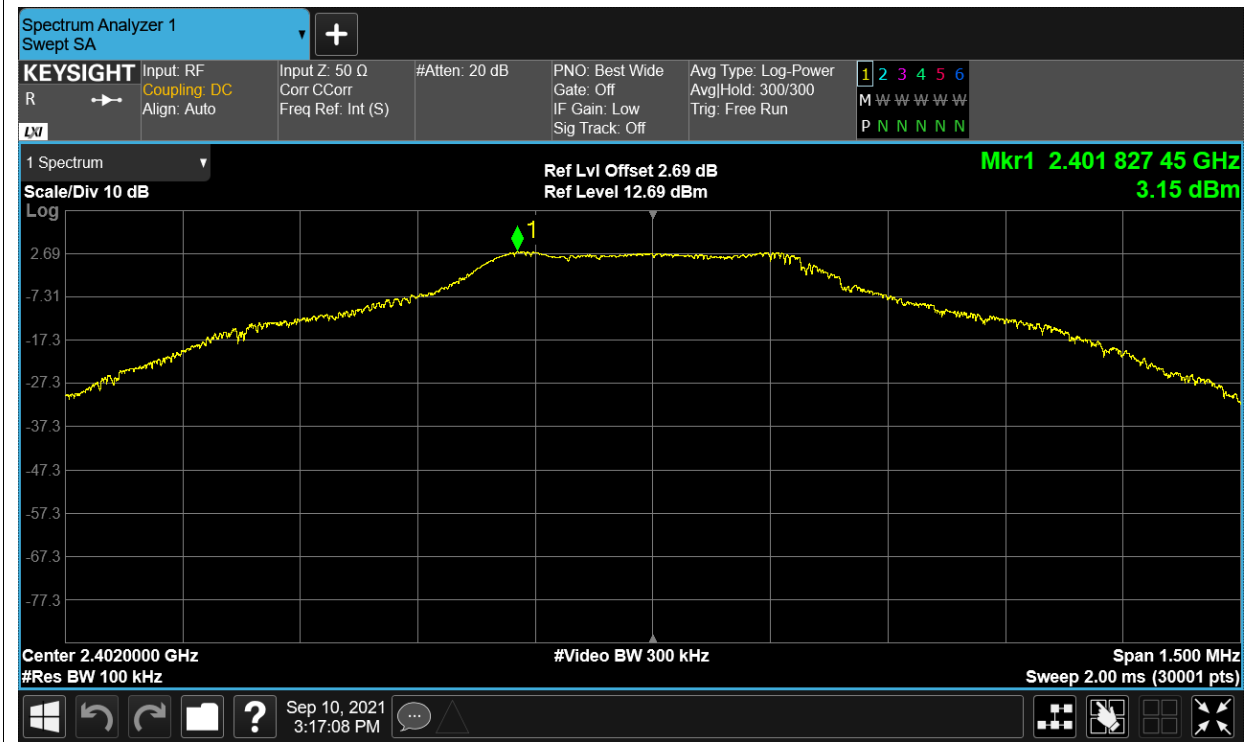 Spectrum Analyzer 1
Swept SA
KEYSIGHT
R
LXI
Input: RF
Coupling: DC
Align: Auto
Input Z: 50 Ω
Corr CCorr
Freq Ref: Int (S)
#Atten: 20 dB
PNO: Best Wide
Gate: Off
IF Gain: Low
Sig Track: Off
Avg Type: Log-Power
Avg|Hold: 300/300
Trig: Free Run
1 2 3 4 5 6
M W W W W W
P N N N N N
1 Spectrum
Scale/Div 10 dB
Log
Ref Lvl Offset 2.69 dB
Ref Level 12.69 dBm
Mkr1 2.401 827 45 GHz
3.15 dBm
1
2.69
-7.31
-17.3
-27.3
-37.3
-47.3
-57.3
-67.3
-77.3
Center 2.4020000 GHz
#Res BW 100 kHz
#Video BW 300 kHz
Span 1.500 MHz
Sweep 2.00 ms (30001 pts)
?
Sep 10, 2021
3:17:08 PM